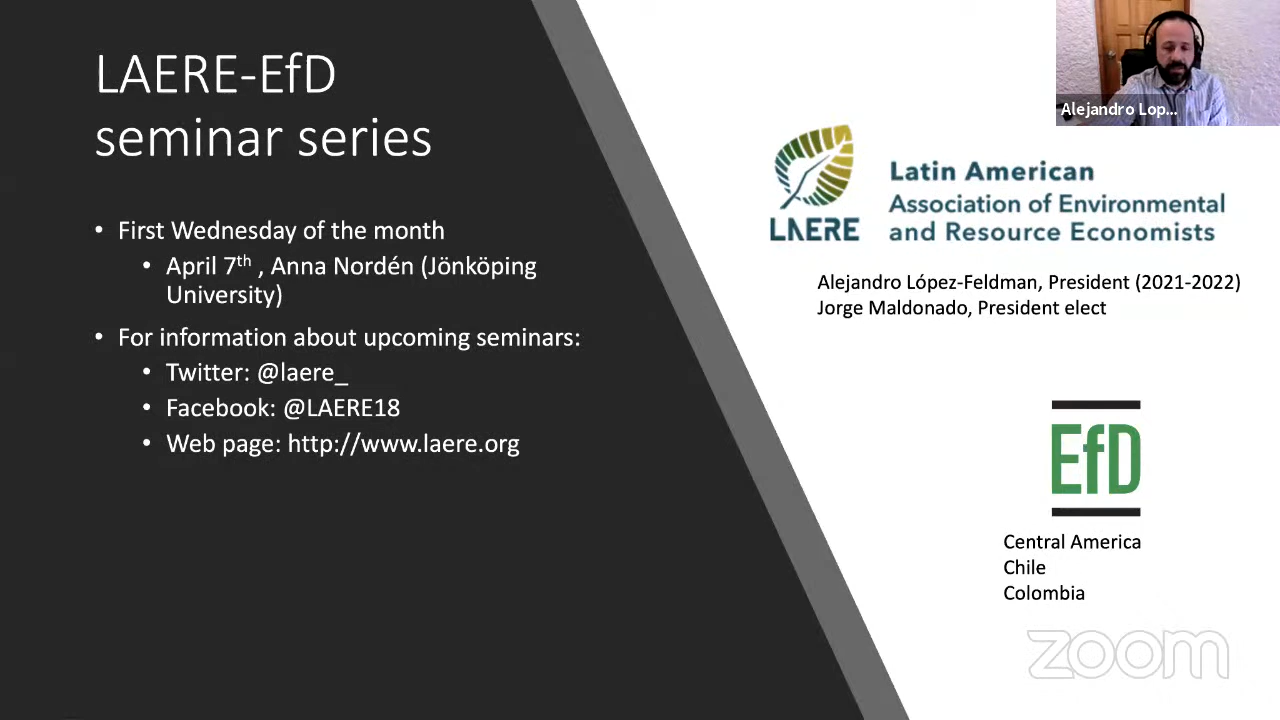 LAERE-EfD
seminar series
• First Wednesday of the month
• April 7th , Anna Nordén (Jönköping
University)
• For information about upcoming seminars:
• Twitter: @laere_
• Facebook: @LAERE18
• Web page: http://www.laere.org
Alejandro Lop...
LAERE
Latin American
Association of Environmental
and Resource Economists
Alejandro López-Feldman, President (2021-2022)
Jorge Maldonado, President elect
EfD
Central America
Chile
Colombia
zoom